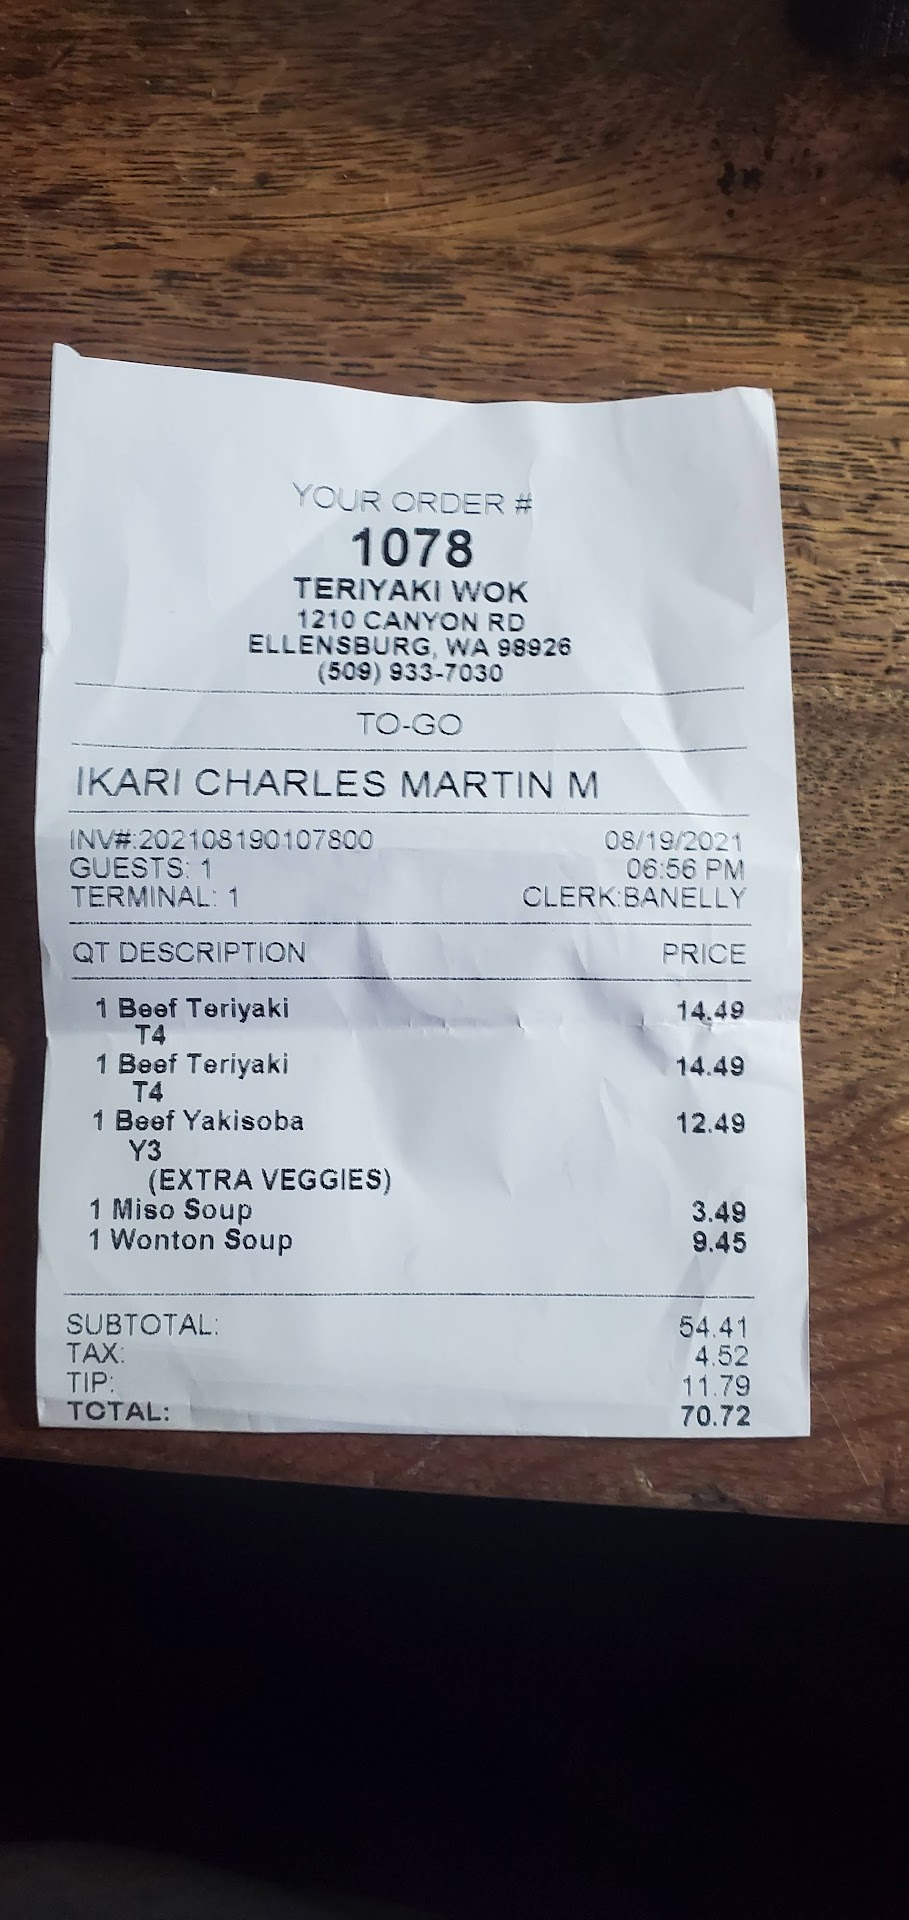 YOUR ORDER #
1078
TERIYAKI WOK
1210 CANYON RD
ELLENSBURG, WA 98926
(509) 933-7030
TO-GO
IKARI CHARLES MARTIN M
INV#:202108190107800 08/19/2021
GUESTS: 1 06:56 PM
TERMINAL: 1 CLERK:BANELLY
QT DESCRIPTION PRICE
1 Beef Teriyaki 14.49
T4
1 Beef Teriyaki 14.49
T4
1 Beef Yakisoba 12.49
Y3
(EXTRA VEGGIES)
1 Miso Soup 3.49
1 Wonton Soup 9.45
SUBTOTAL: 54.41
TAX: 4.52
TIP: 11.79
TOTAL: 70.72